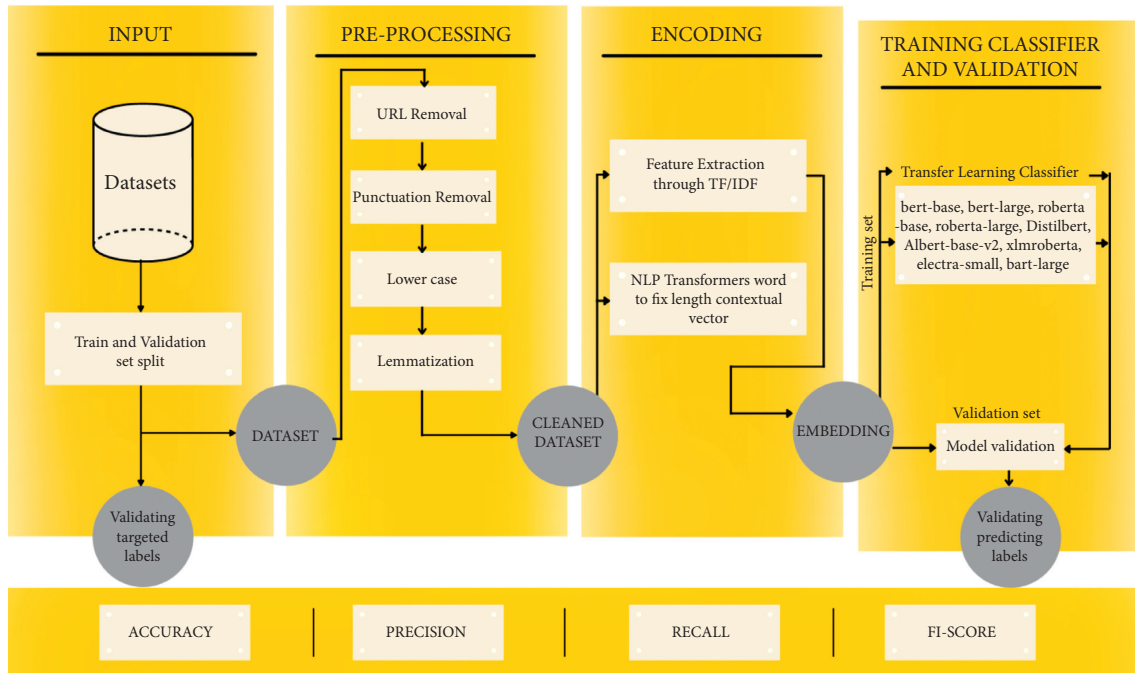 INPUT
Datasets
Train and Validation
set split
Validating
targeted
labels
DATASET
PRE-PROCESSING
URL Removal
Punctuation Removal
Lower case
Lemmatization
CLEANED
DATASET
ENCODING
Feature Extraction
through TF/IDF
NLP Transformers word
to fix length contextual
vector
EMBEDDING
TRAINING CLASSIFIER
AND VALIDATION
Training set
Transfer Learning Classifier
bert-base, bert-large, roberta
-base, roberta-large, Distilbert,
Albert-base-v2, xlmroberta,
electra-small, bart-large
Validation set
Model validation
Validating
predicting
labels
ACCURACY
PRECISION
RECALL
FI-SCORE